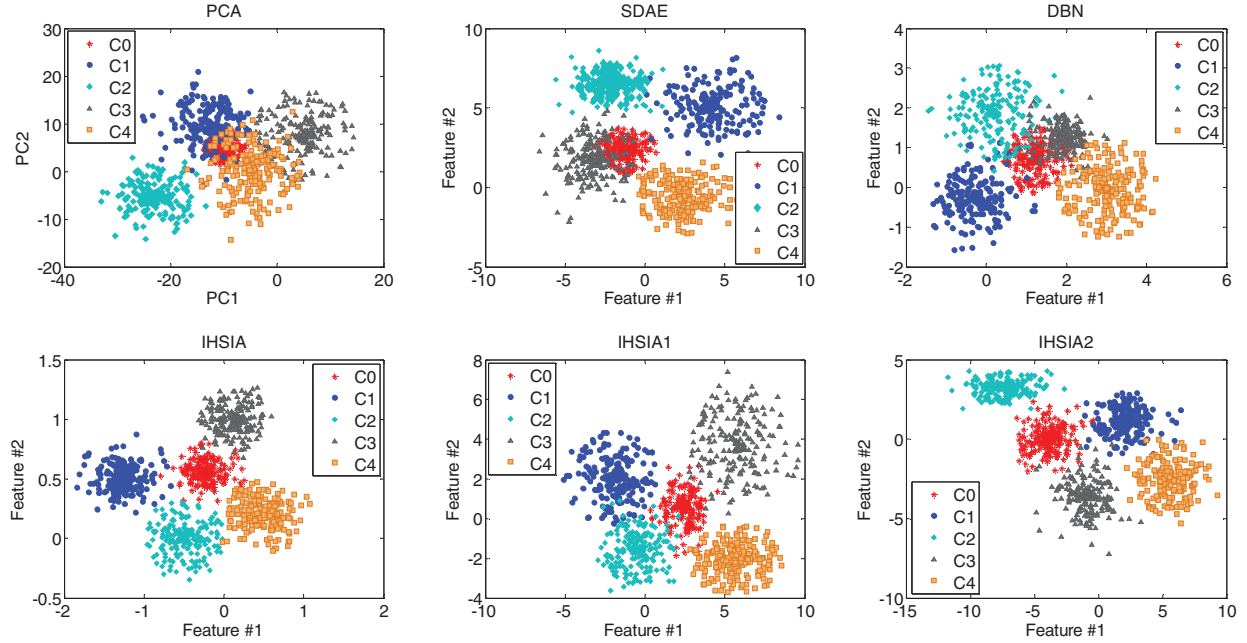 PCA
30
20
10
0
-10
-20
-40
-20
0
20
PC2
PC1
C0
C1
C2
C3
C4
SDAE
10
5
0
-5
-10
-5
0
5
10
Feature #2
Feature #1
C0
C1
C2
C3
C4
DBN
4
3
2
1
0
-1
-2
-2
0
2
4
6
Feature #2
Feature #1
C0
C1
C2
C3
C4
IHSIA
1.5
1
0.5
0
-0.5
-2
-1
0
1
2
Feature #2
Feature #1
C0
C1
C2
C3
C4
IHSIA1
8
6
4
2
0
-2
-4
-10
-5
0
5
10
Feature #2
Feature #1
C0
C1
C2
C3
C4
IHSIA2
5
0
-5
-10
-15
-10
-5
0
5
10
Feature #2
Feature #1
C0
C1
C2
C3
C4